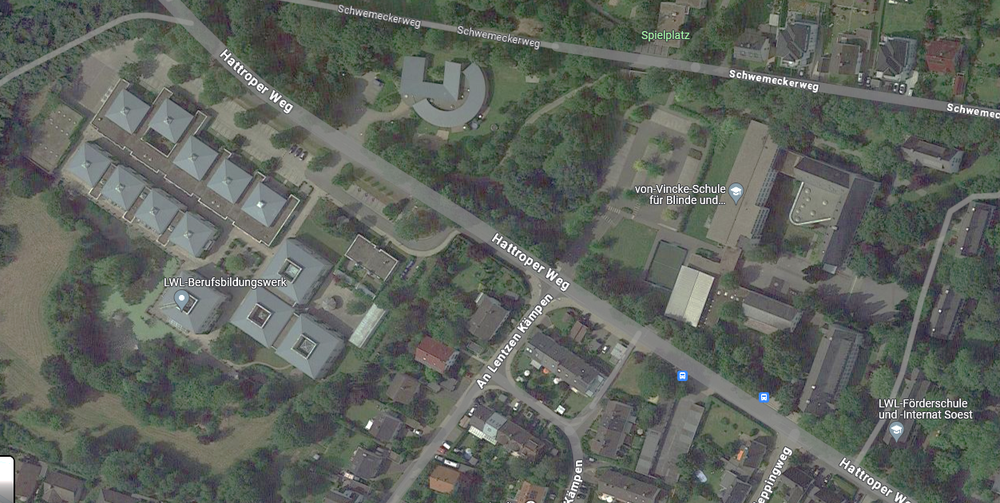 Schwemeckerweg
Schwemeckerweg
Spielplatz
Hattroper Weg
Schwemeckerweg
Schwemec
von-Vincke-Schule
für Blinde und...
Hattroper Weg
LWL-Berufsbildungswerk
An Lentzen Kämpen
LWL-Förderschule
und -Internat Soest
Hattroper We
eppingweg
Kämpen